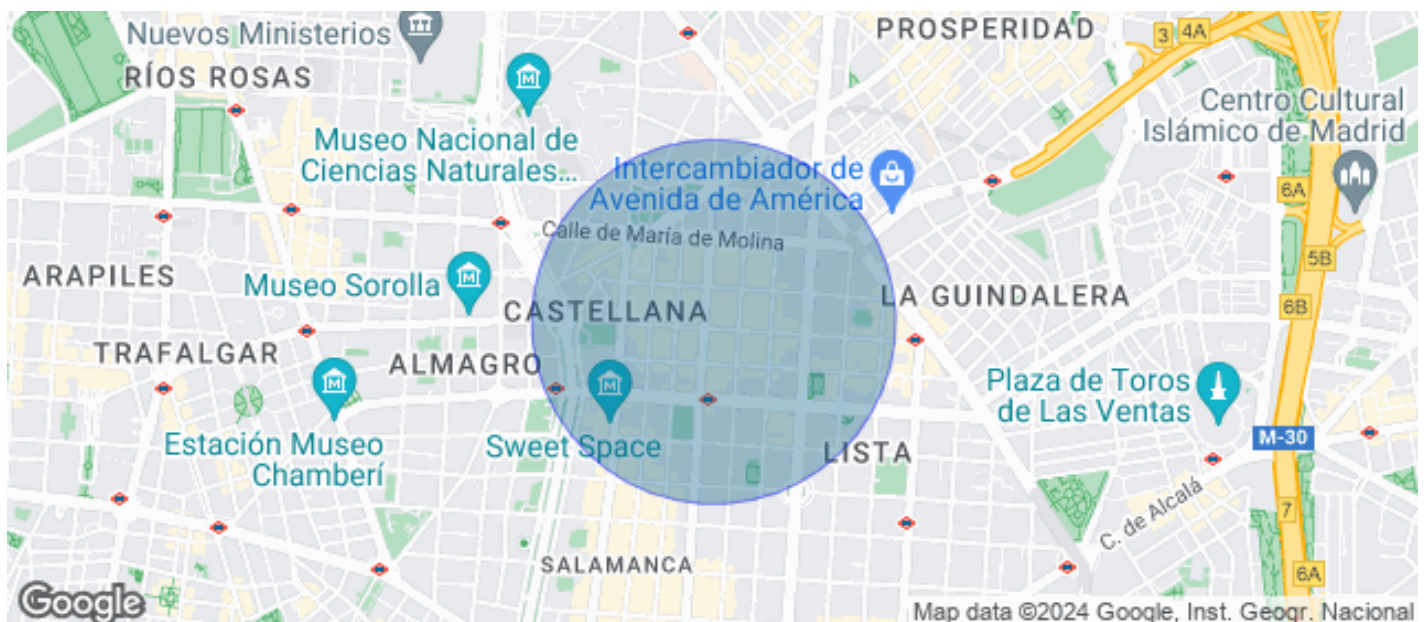 Nuevos Ministerios
PROSPERIDAD
3
4A
RÍOS ROSAS
Centro Cultural
Islámico de Madrid
Museo Nacional de
Ciencias Naturales...
Intercambiador de
Avenida de América
6A
Calle de María de Molina
5B
ARAPILES
Museo Sorolla
CASTELLANA
LA GUINDALERA
6B
TRAFALGAR
ALMAGRO
Plaza de Toros
de Las Ventas
Estación Museo
Chamberí
Sweet Space
LISTA
M-30
C. de Alcalá
7
SALAMANCA
6A
Google
Map data ©2024 Google, Inst. Geogr. Nacional